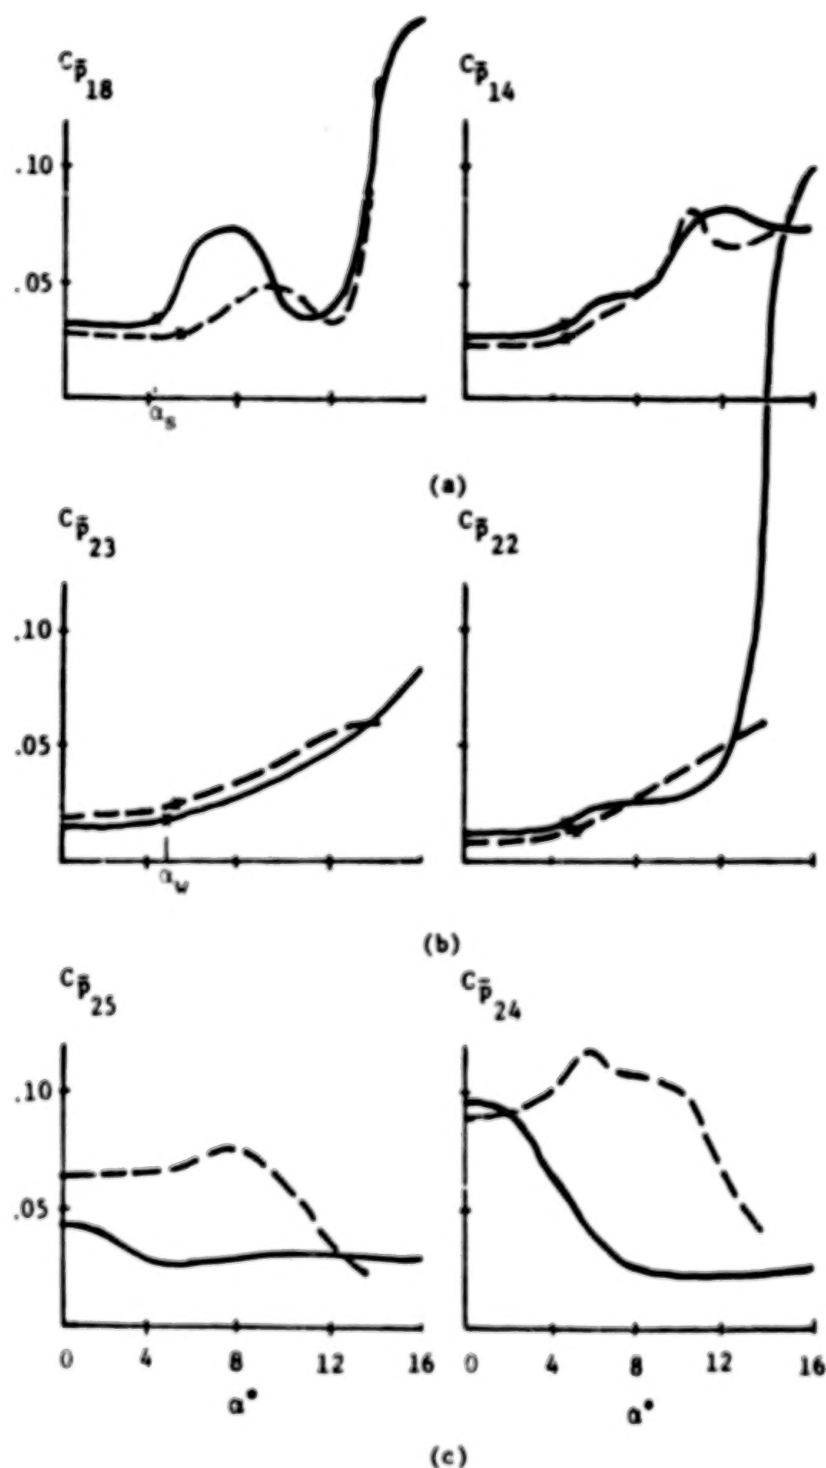 C p̄ 18 C p̄ 14
.10
.05
α s
(a)
C p̄ 23 C p̄ 22
.10
.05
α w
(b)
C p̄ 25 C p̄ 24
.10
.05
0 4 8 12 16 0 4 8 12 16
α° α°
(c)